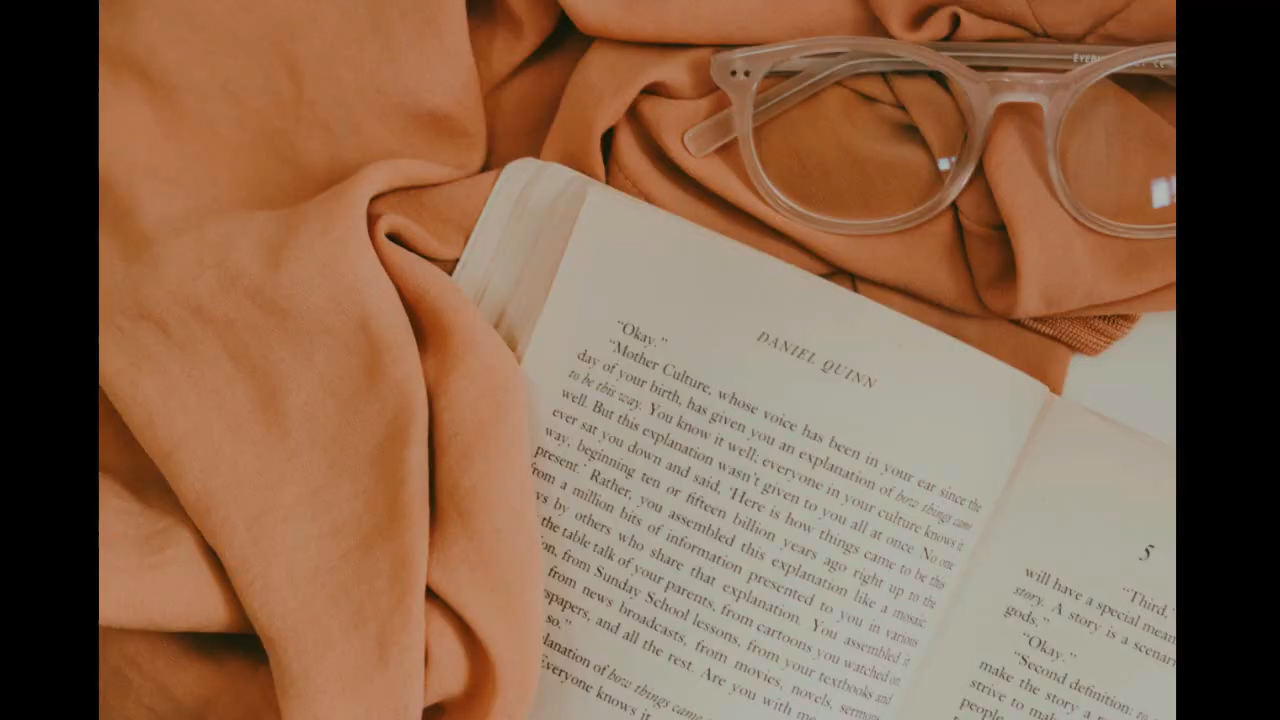 DANIEL QUINN
“Okay.”
“Mother Culture, whose voice has been in your ear since the
day of your birth, has given you an explanation of how things came
to be this way. You know it well; everyone in your culture knows it
well. But this explanation wasn’t given to you all at once. No one
ever sat you down and said, ‘Here is how things came to be this
way, beginning ten or fifteen billion years ago right up to the
present.’ Rather, you assembled this explanation like a mosaic
from a million bits of information presented to you in various
ys by others who share that explanation. You assembled it
the table talk of your parents, from cartoons you watched on
on, from Sunday School lessons, from your textbooks and
from news broadcasts, from movies, novels, sermons
spapers, and all the rest. Are you with me
so.”
lanation of how things came
Everyone knows it
5
“Third,
will have a special mean
story. A story is a scenari
gods.”
“Okay.”
“Second definition: to
make the story a
strive to mak
people